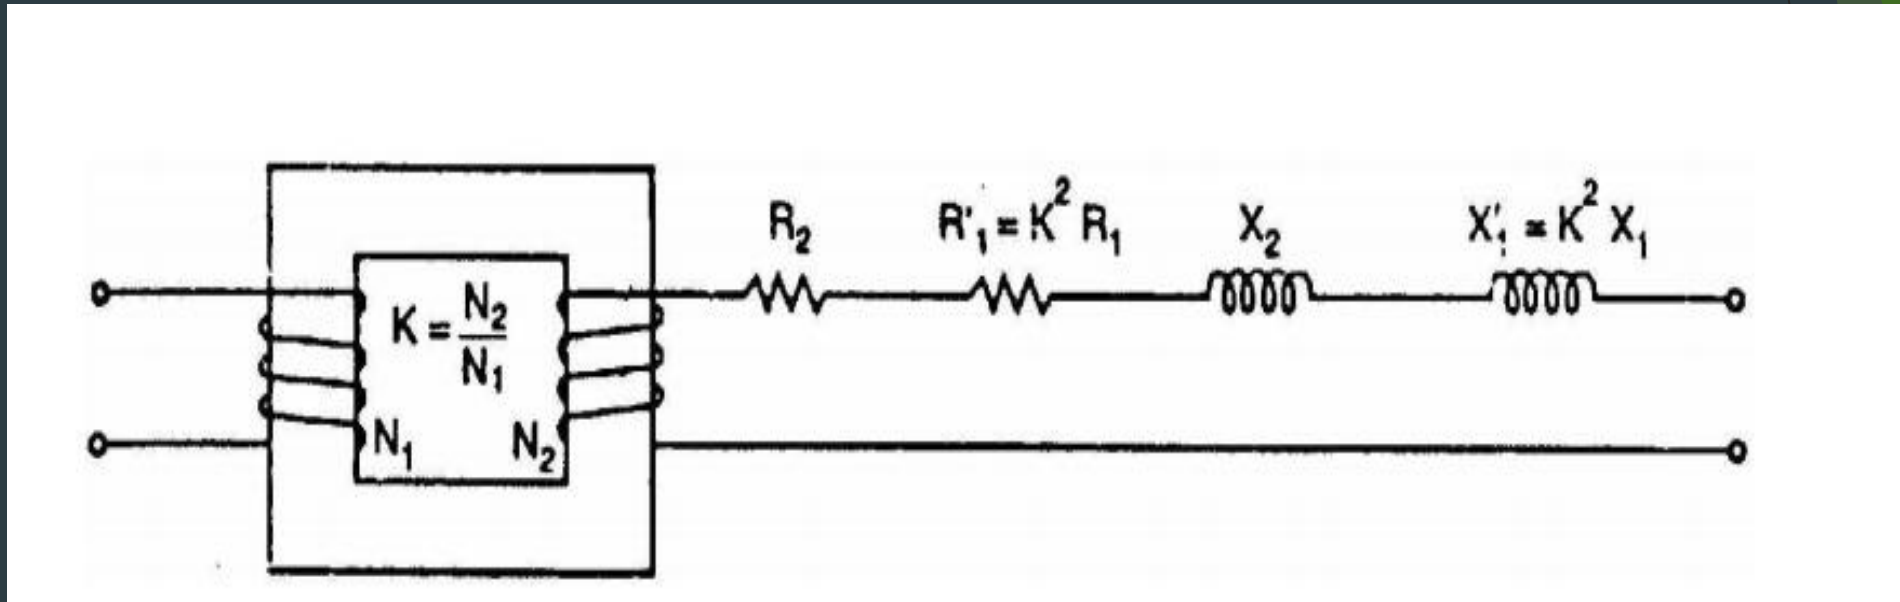 R₂ R'₁ = K² R₁ X₂ X'₁ = K² X₁
K = N₂/N₁
N₁ N₂